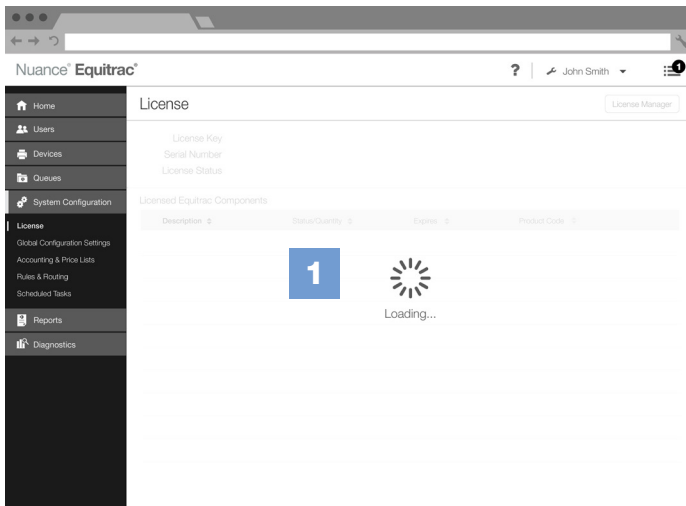 Nuance® Equitrac®
? John Smith 1
Home
Users
Devices
Queues
System Configuration
License
Global Configuration Settings
Accounting & Price Lists
Rules & Routing
Scheduled Tasks
Reports
Diagnostics
License
License Manager
License Key
Serial Number
License Status
Licensed Equitrac Components
Description Status/Quantity Expires Product Code
1
Loading...